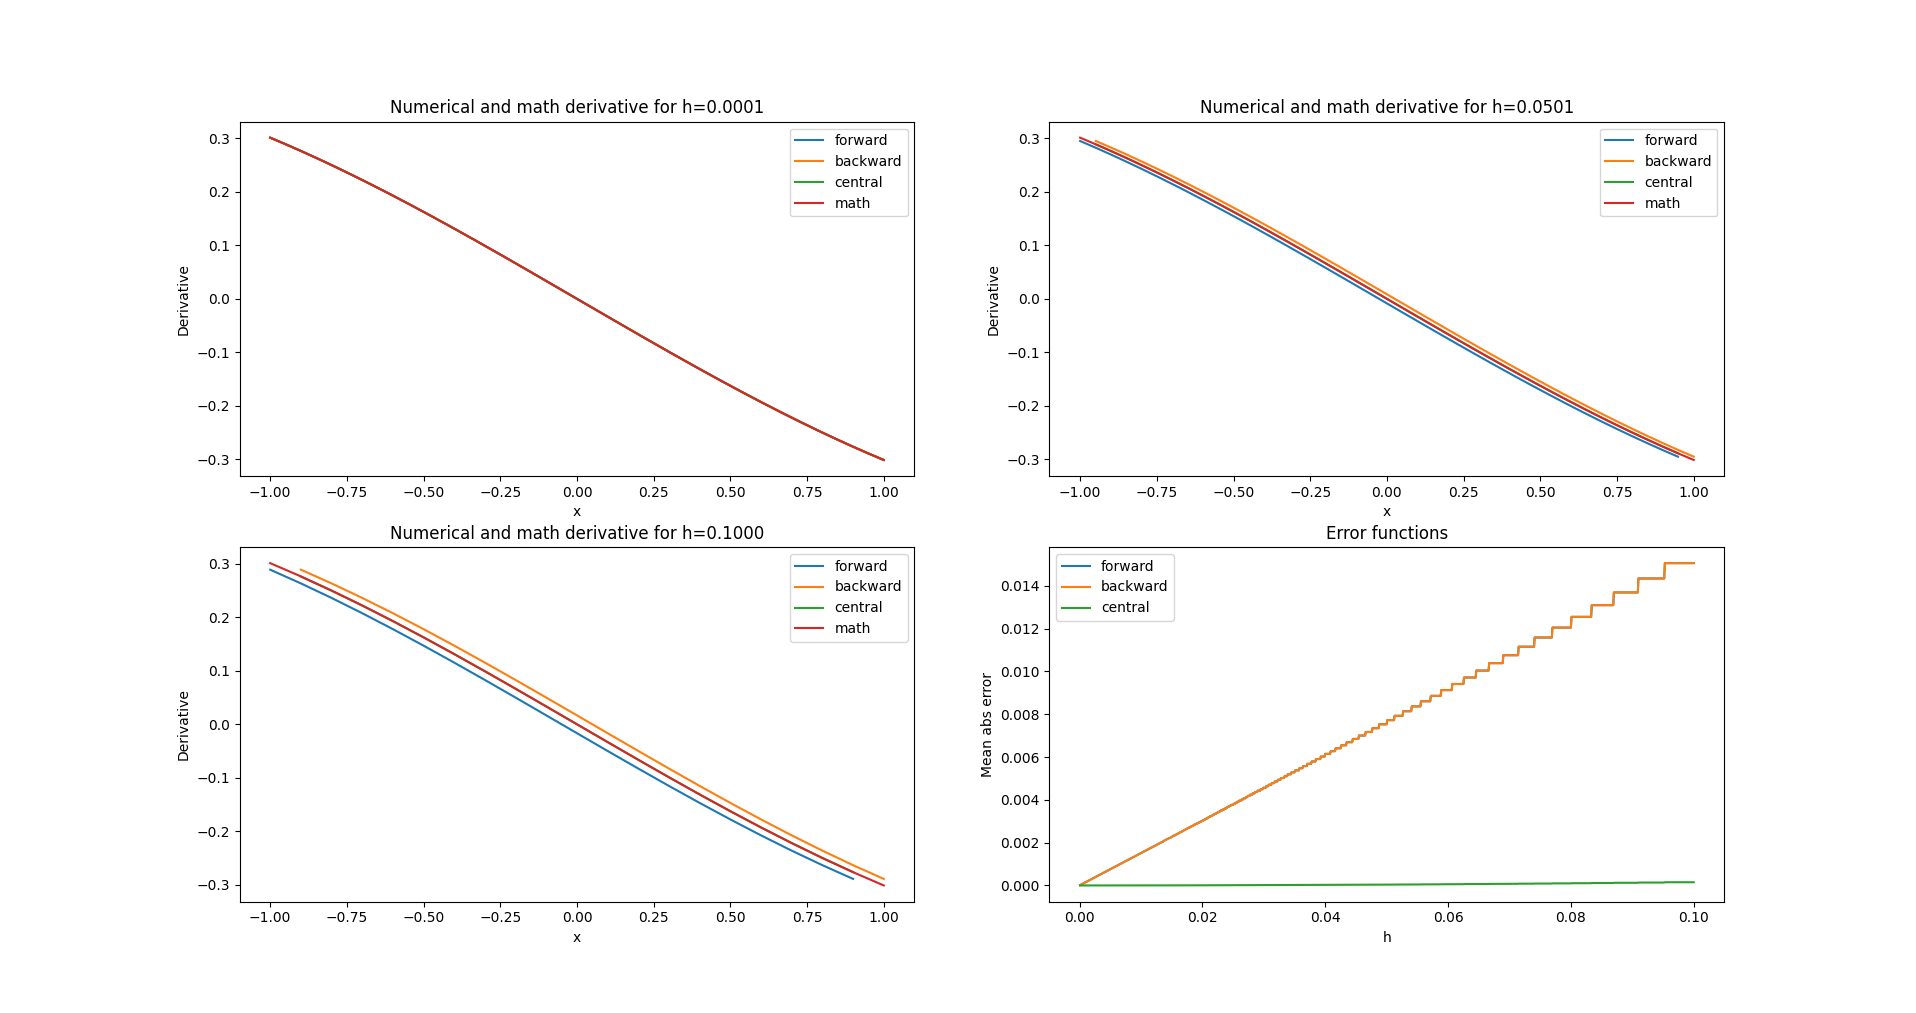 Numerical and math derivative for h=0.0001
forward
backward
central
math
0.3
0.2
0.1
0.0
−0.1
−0.2
−0.3
Derivative
−1.00 −0.75 −0.50 −0.25 0.00 0.25 0.50 0.75 1.00
x
Numerical and math derivative for h=0.0501
forward
backward
central
math
0.3
0.2
0.1
0.0
−0.1
−0.2
−0.3
Derivative
−1.00 −0.75 −0.50 −0.25 0.00 0.25 0.50 0.75 1.00
x
Numerical and math derivative for h=0.1000
forward
backward
central
math
0.3
0.2
0.1
0.0
−0.1
−0.2
−0.3
Derivative
−1.00 −0.75 −0.50 −0.25 0.00 0.25 0.50 0.75 1.00
x
Error functions
forward
backward
central
0.014
0.012
0.010
0.008
0.006
0.004
0.002
0.000
Mean abs error
0.00 0.02 0.04 0.06 0.08 0.10
h